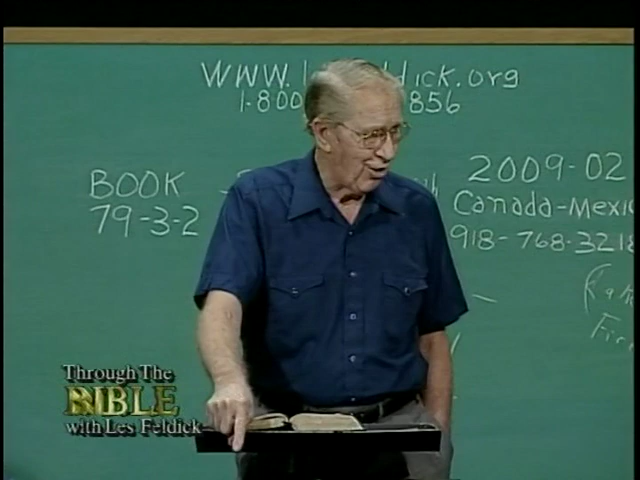 WWW. dick.org
1-800 856
BOOK
79-3-2
2009-02
Canada-Mexi
918-768-3218
Through The
BIBLE
with Les Feldick